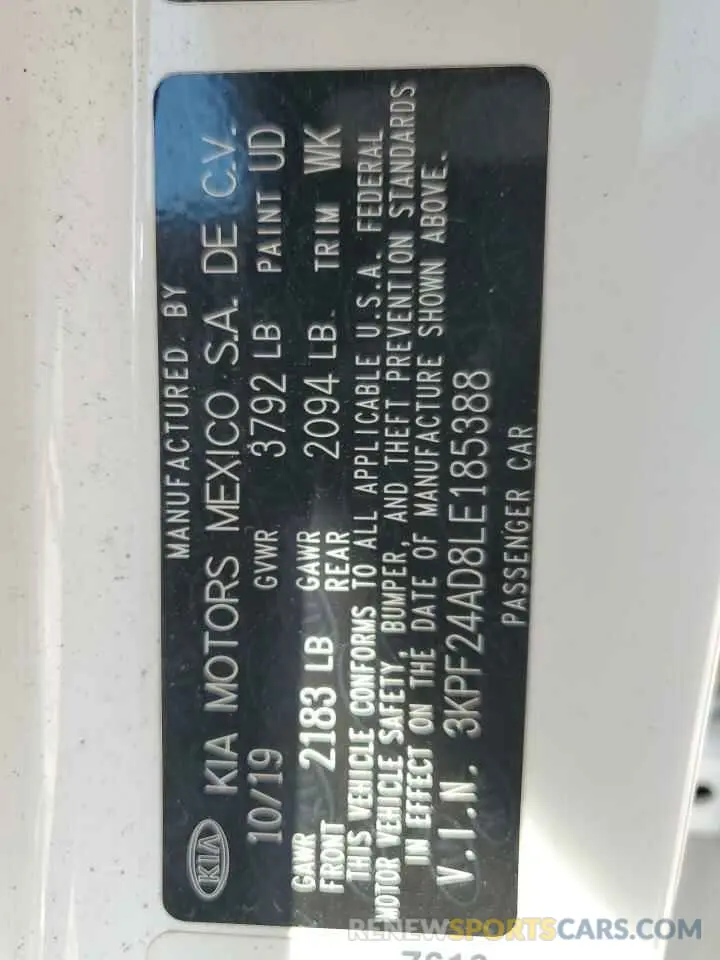 MANUFACTURED BY
KIA KIA MOTORS MEXICO S.A. DE C.V.
10/19 GVWR 3792 LB PAINT UD
GAWR FRONT 2183 LB GAWR REAR 2094 LB TRIM WK
THIS VEHICLE CONFORMS TO ALL APPLICABLE U.S.A. FEDERAL
MOTOR VEHICLE SAFETY, BUMPER, AND THEFT PREVENTION STANDARDS
IN EFFECT ON THE DATE OF MANUFACTURE SHOWN ABOVE.
V.I.N. 3KPF24AD8LE185388
PASSENGER CAR
RENEWSPORTSCARS.COM